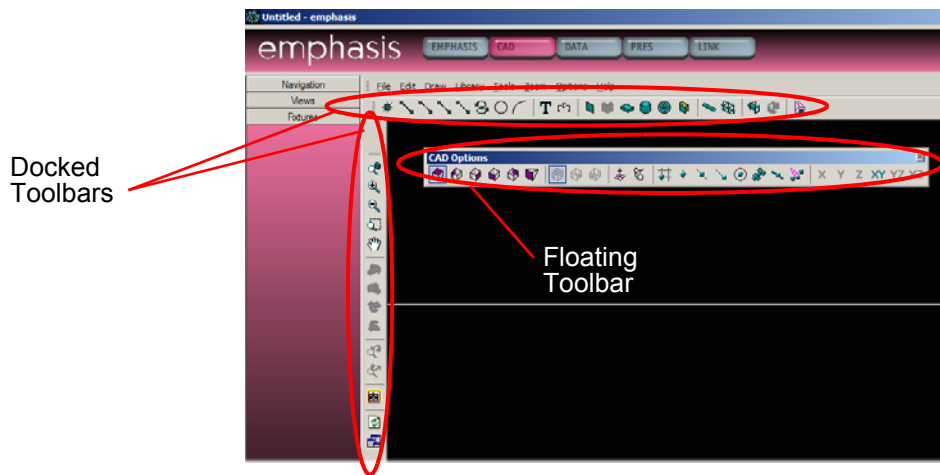 Untitled - emphasis
emphasis
EMPHASIS CAD DATA PRES LINK
Navigation
Views
Fixtures
File Edit Draw Library Tools Zoom Options Help
T
CAD Options
X Y Z XY YZ XZ
Docked
Toolbars
Floating
Toolbar